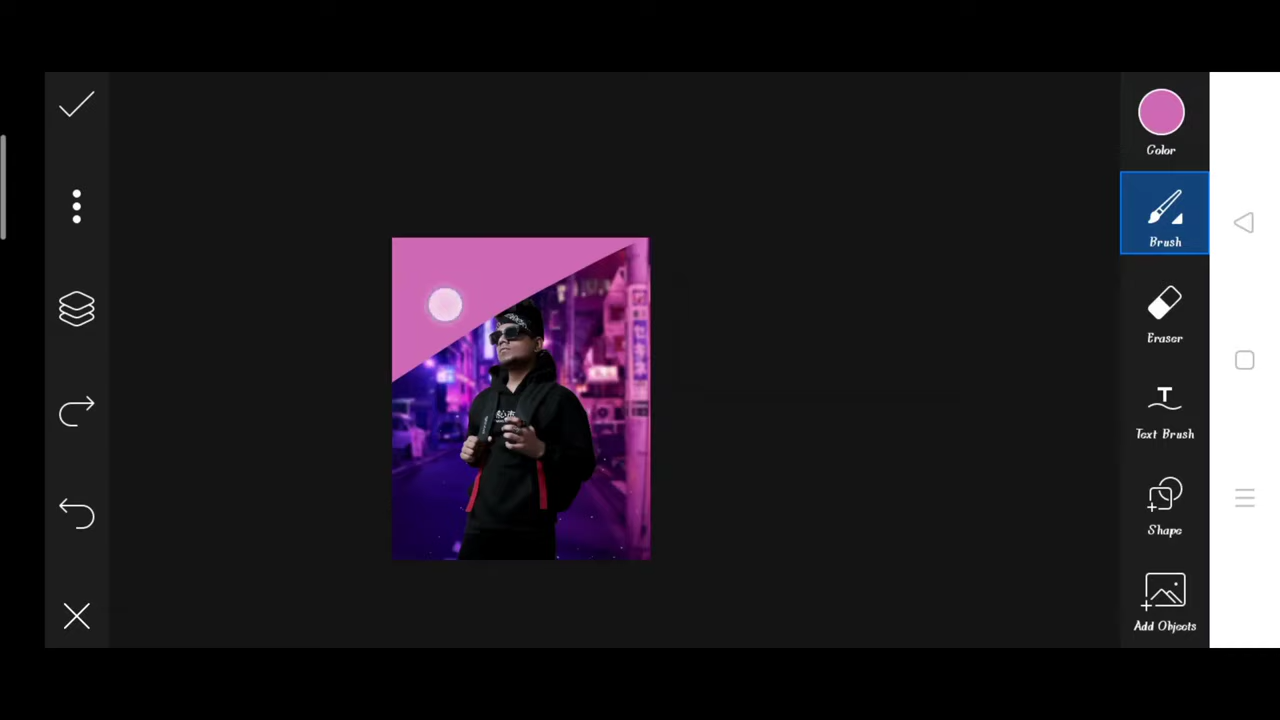 Color
Brush
Eraser
Text Brush
Shape
Add Objects